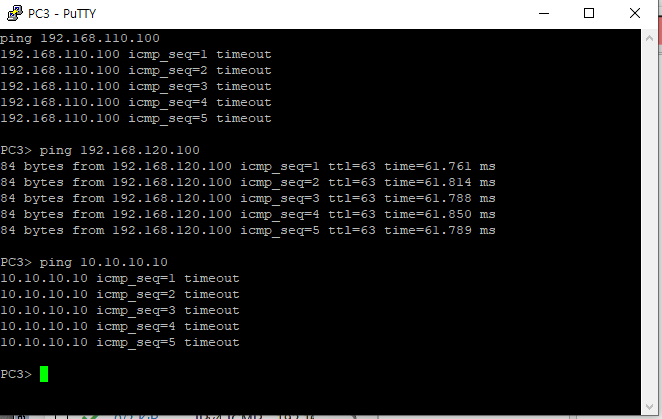 PC3 - PuTTY
ping 192.168.110.100
192.168.110.100 icmp_seq=1 timeout
192.168.110.100 icmp_seq=2 timeout
192.168.110.100 icmp_seq=3 timeout
192.168.110.100 icmp_seq=4 timeout
192.168.110.100 icmp_seq=5 timeout
PC3> ping 192.168.120.100
84 bytes from 192.168.120.100 icmp_seq=1 ttl=63 time=61.761 ms
84 bytes from 192.168.120.100 icmp_seq=2 ttl=63 time=61.814 ms
84 bytes from 192.168.120.100 icmp_seq=3 ttl=63 time=61.788 ms
84 bytes from 192.168.120.100 icmp_seq=4 ttl=63 time=61.850 ms
84 bytes from 192.168.120.100 icmp_seq=5 ttl=63 time=61.789 ms
PC3> ping 10.10.10.10
10.10.10.10 icmp_seq=1 timeout
10.10.10.10 icmp_seq=2 timeout
10.10.10.10 icmp_seq=3 timeout
10.10.10.10 icmp_seq=4 timeout
10.10.10.10 icmp_seq=5 timeout
PC3>